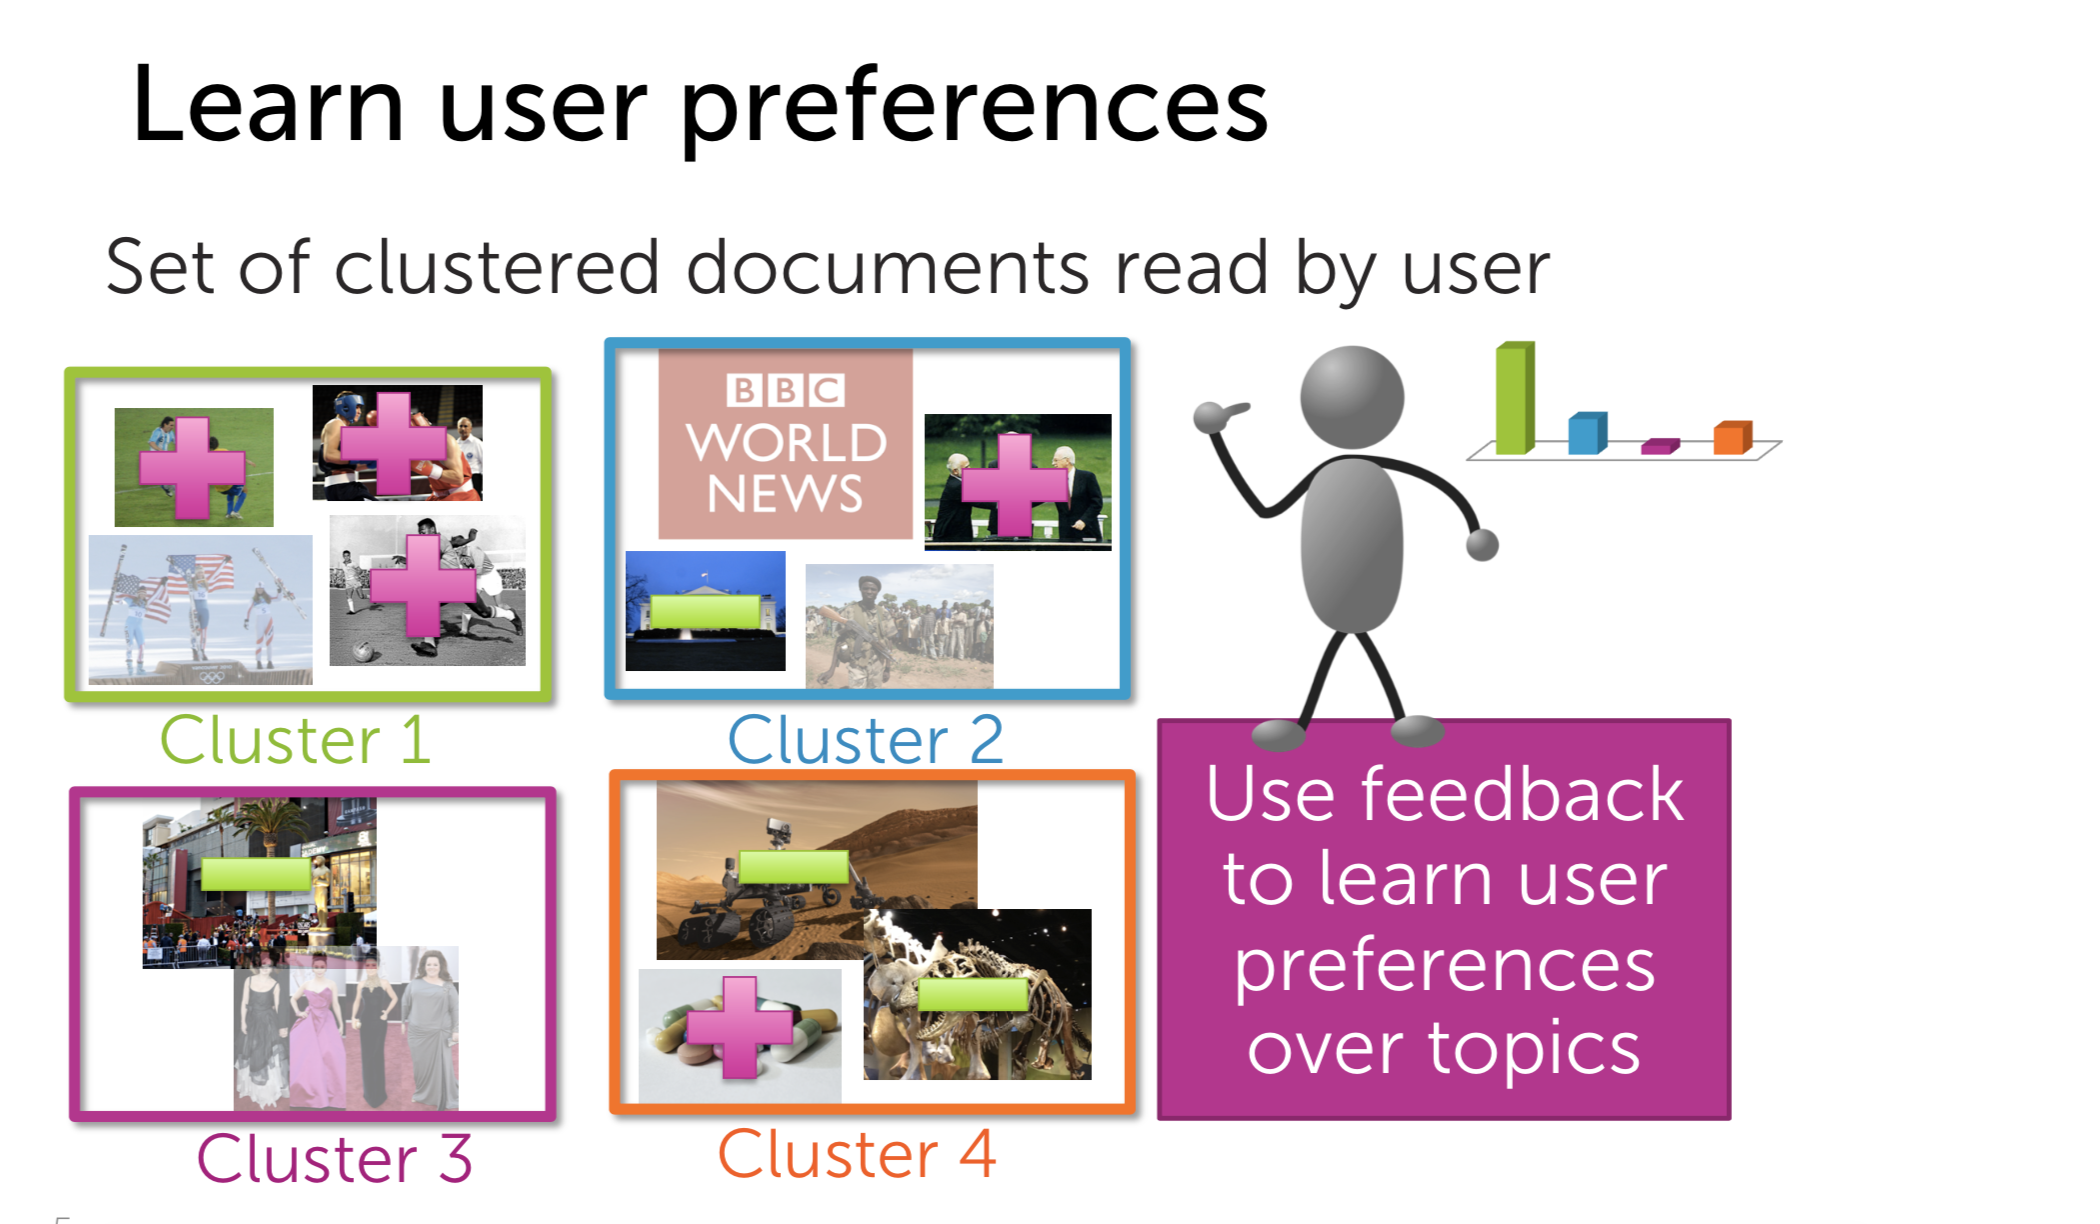 Learn user preferences
Set of clustered documents read by user
BBC
WORLD
NEWS
Cluster 1
Cluster 2
Cluster 3
Cluster 4
Use feedback
to learn user
preferences
over topics